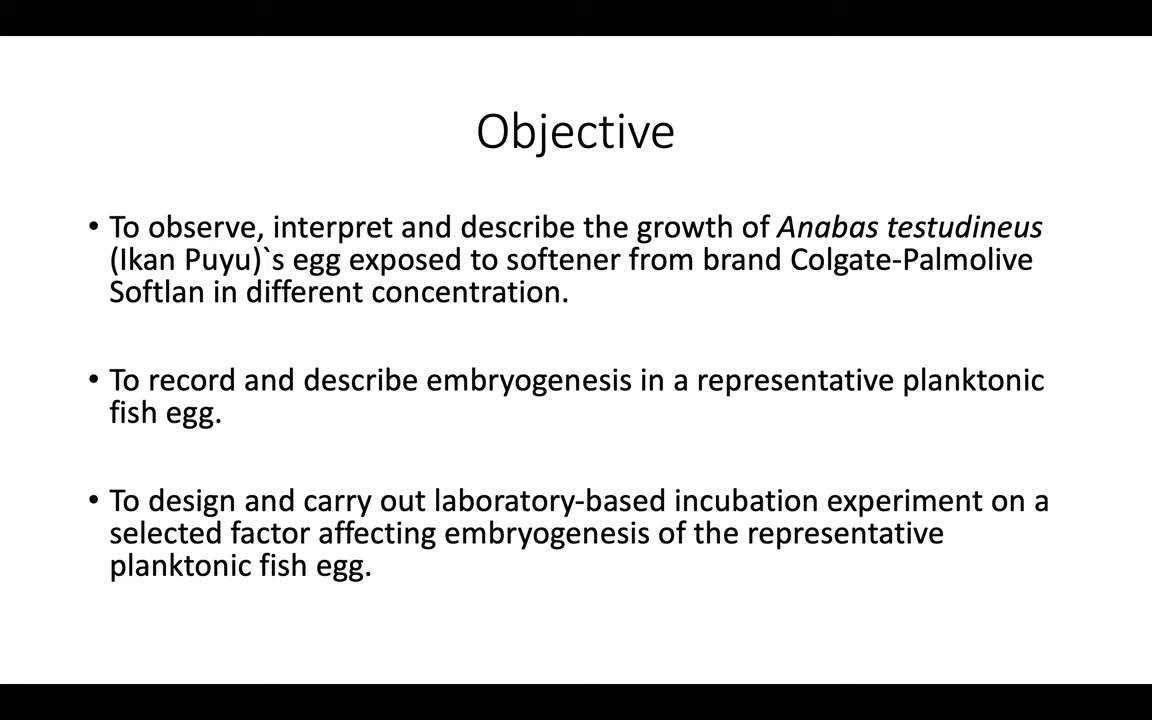 Objective
• To observe, interpret and describe the growth of Anabas testudineus
(Ikan Puyu)`s egg exposed to softener from brand Colgate-Palmolive
Softlan in different concentration.
• To record and describe embryogenesis in a representative planktonic
fish egg.
• To design and carry out laboratory-based incubation experiment on a
selected factor affecting embryogenesis of the representative
planktonic fish egg.